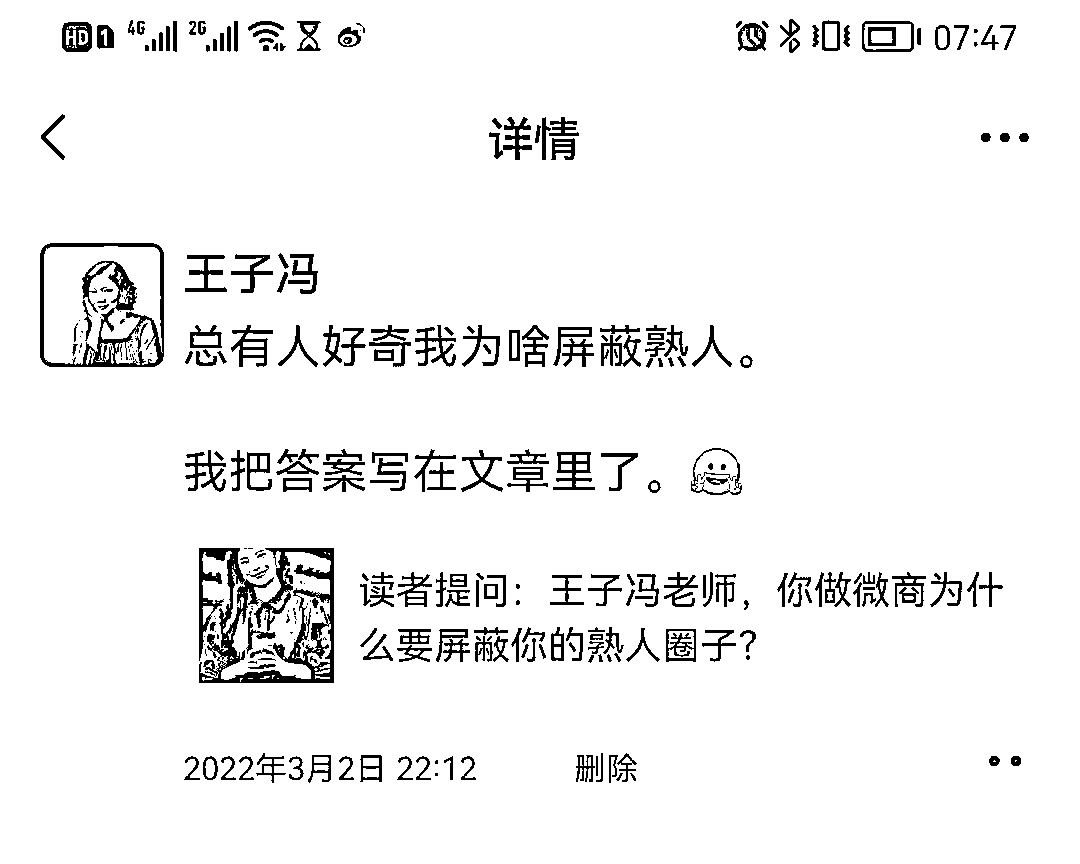 HD 1 4G 2G 07:47
详情
王子冯
总有人好奇我为啥屏蔽熟人。
我把答案写在文章里了。
读者提问：王子冯老师，你做微商为什
么要屏蔽你的熟人圈子？
2022年3月2日 22:12 删除